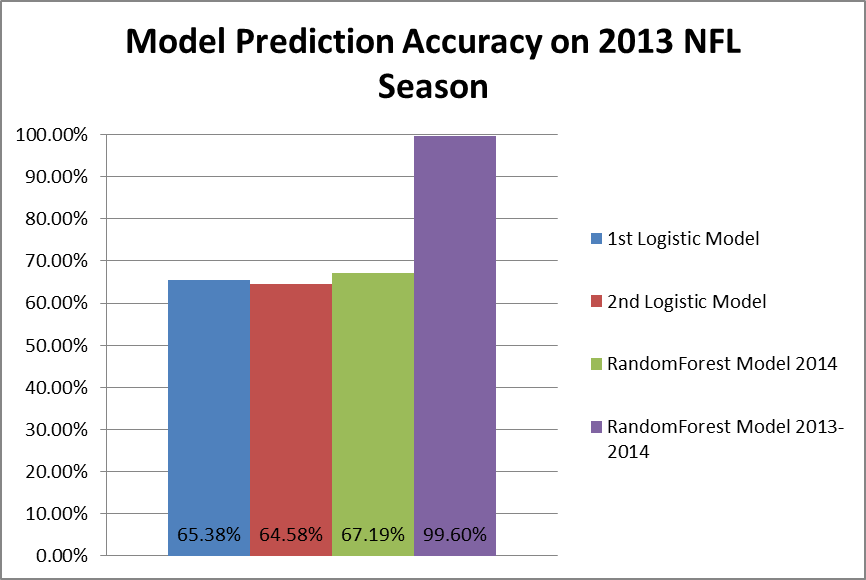 Model Prediction Accuracy on 2013 NFL
Season
100.00%
90.00%
80.00%
70.00%
60.00%
50.00%
40.00%
30.00%
20.00%
10.00%
0.00%
65.38%
64.58%
67.19%
99.60%
1st Logistic Model
2nd Logistic Model
RandomForest Model 2014
RandomForest Model 2013-
2014